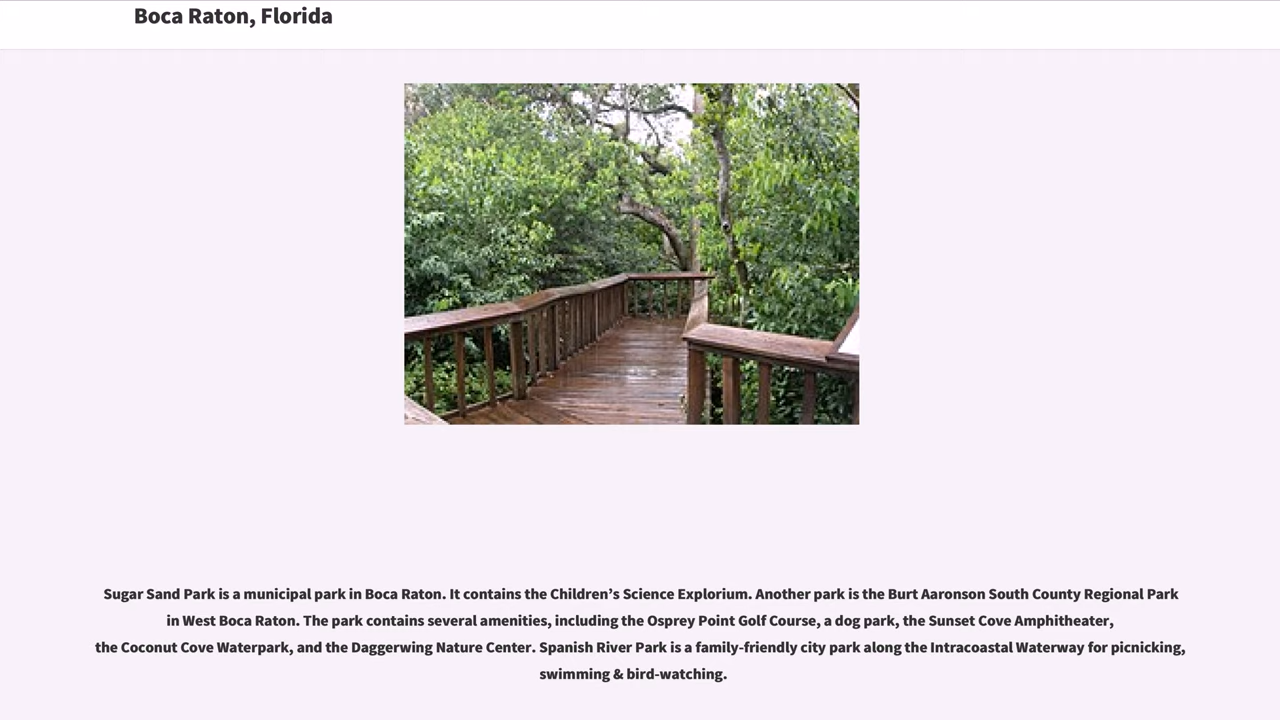 Boca Raton, Florida
Sugar Sand Park is a municipal park in Boca Raton. It contains the Children’s Science Explorium. Another park is the Burt Aaronson South County Regional Park
in West Boca Raton. The park contains several amenities, including the Osprey Point Golf Course, a dog park, the Sunset Cove Amphitheater,
the Coconut Cove Waterpark, and the Daggerwing Nature Center. Spanish River Park is a family-friendly city park along the Intracoastal Waterway for picnicking,
swimming & bird-watching.